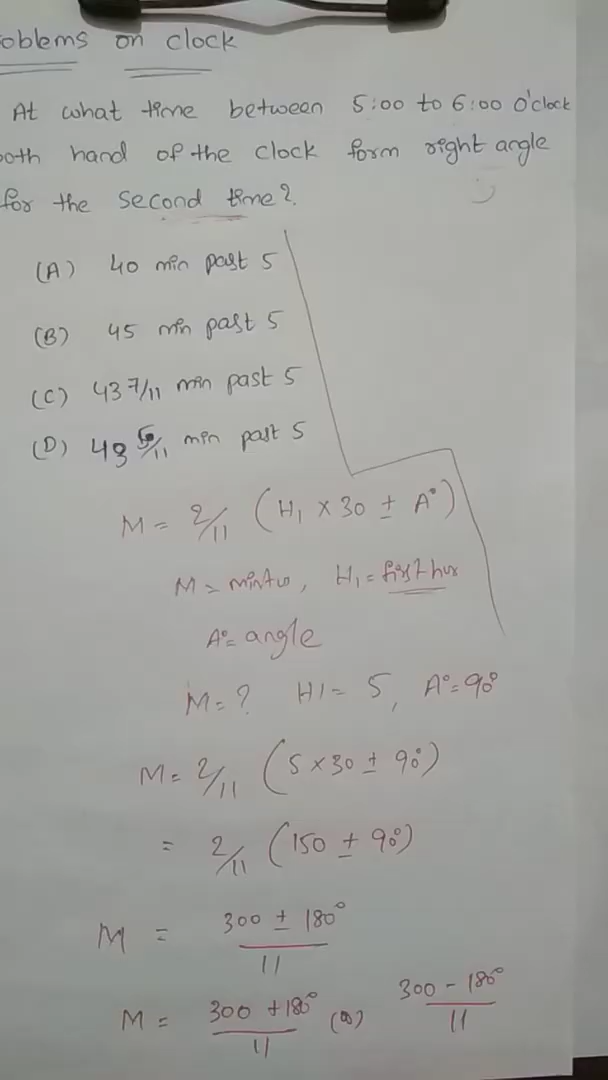 oblems on clock
At what time between 5:00 to 6:00 O'clock
oth hand of the clock form right angle
for the second time?
(A) 40 min past 5
(B) 45 min past 5
(C) 43 7/11 min past 5
(D) 43 5/11 min past 5
M = 2/11 (H₁ × 30 ± A°)
M = mintus, H₁ = first hur
A° = angle
M = ? H1 = 5, A° = 90°
M = 2/11 (5 × 30 ± 90°)
= 2/11 (150 ± 90°)
M = 300 ± 180° / 11
M = 300 + 180° / 11 (or) 300 - 180° / 11